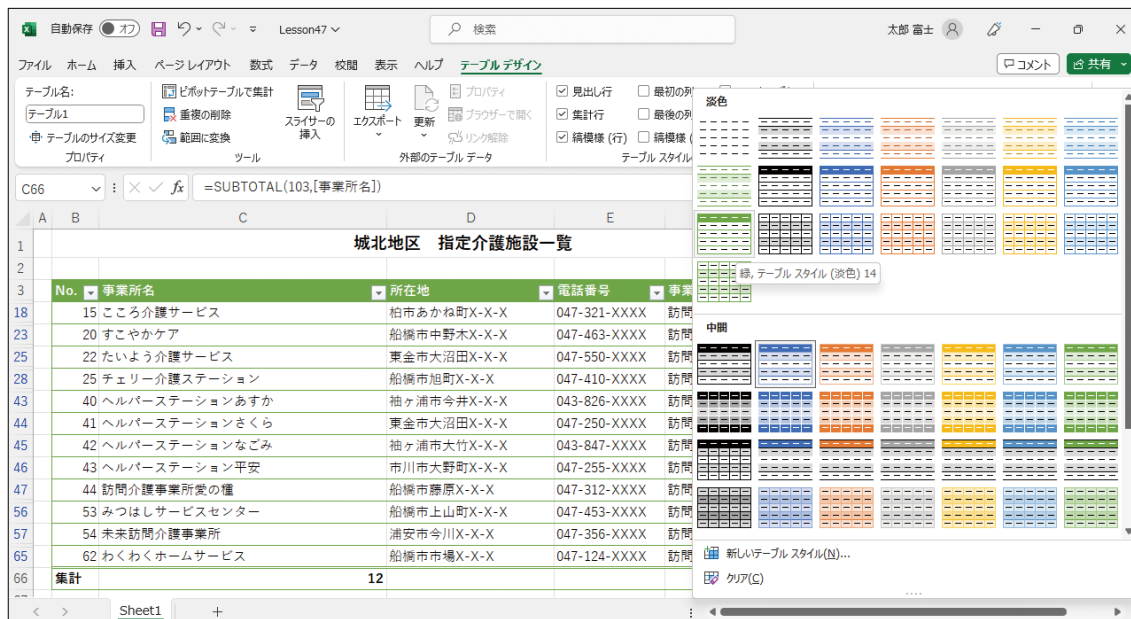 自動保存 オフ Lesson47 検索 太郎 富士
ファイル ホーム 挿入 ページ レイアウト 数式 データ 校閲 表示 ヘルプ テーブル デザイン コメント 共有
テーブル名:
テーブル1
テーブルのサイズ変更
プロパティ
ピボットテーブルで集計
重複の削除
範囲に変換
スライサーの
挿入
ツール
エクスポート
更新
プロパティ
ブラウザーで開く
リンク解除
外部のテーブル データ
見出し行
集計行
縞模様 (行)
最初の列
最後の列
縞模様 (
テーブル スタイル
C66 fx =SUBTOTAL(103,[事業所名])
A B C D E
1 城北地区 指定介護施設一覧
2
3 No. 事業所名 所在地 電話番号 事業
18 15 こころ介護サービス 柏市あかね町X-X-X 047-321-XXXX 訪問
23 20 すこやかケア 船橋市中野木X-X-X 047-463-XXXX 訪問
25 22 たいよう介護サービス 東金市大沼田X-X-X 047-550-XXXX 訪問
28 25 チェリー介護ステーション 船橋市旭町X-X-X 047-410-XXXX 訪問
43 40 ヘルパーステーションあすか 袖ヶ浦市今井X-X-X 043-826-XXXX 訪問
44 41 ヘルパーステーションさくら 東金市大沼田X-X-X 047-250-XXXX 訪問
45 42 ヘルパーステーションなごみ 袖ヶ浦市大竹X-X-X 043-847-XXXX 訪問
46 43 ヘルパーステーション平安 市川市大野町X-X-X 047-255-XXXX 訪問
47 44 訪問介護事業所愛の種 船橋市藤原X-X-X 047-312-XXXX 訪問
56 53 みつはしサービスセンター 船橋市上山町X-X-X 047-453-XXXX 訪問
57 54 未来訪問介護事業所 浦安市今川X-X-X 047-356-XXXX 訪問
65 62 わくわくホームサービス 船橋市市場X-X-X 047-124-XXXX 訪問
66 集計 12
Sheet1
淡色
緑, テーブル スタイル (淡色) 14
中間
新しいテーブル スタイル(N)...
クリア(C)